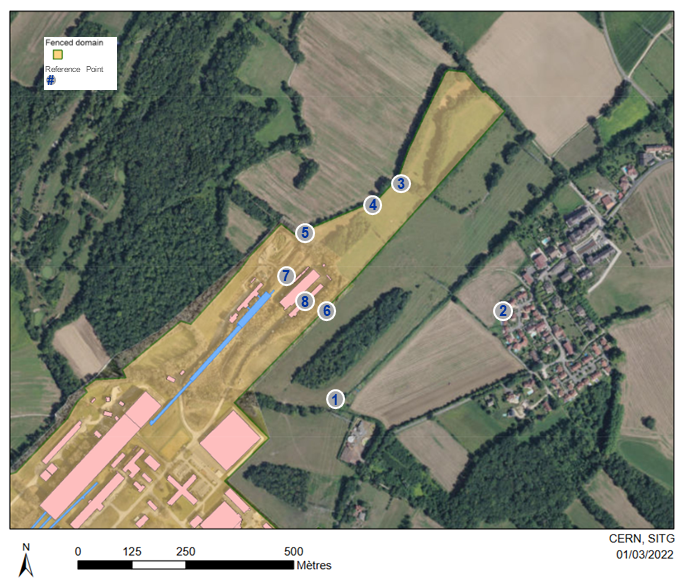 Fenced domain
Reference Point
#
3
4
5
7
8
6
2
1
CERN, SITG
01/03/2022
N
0 125 250 500
Mètres